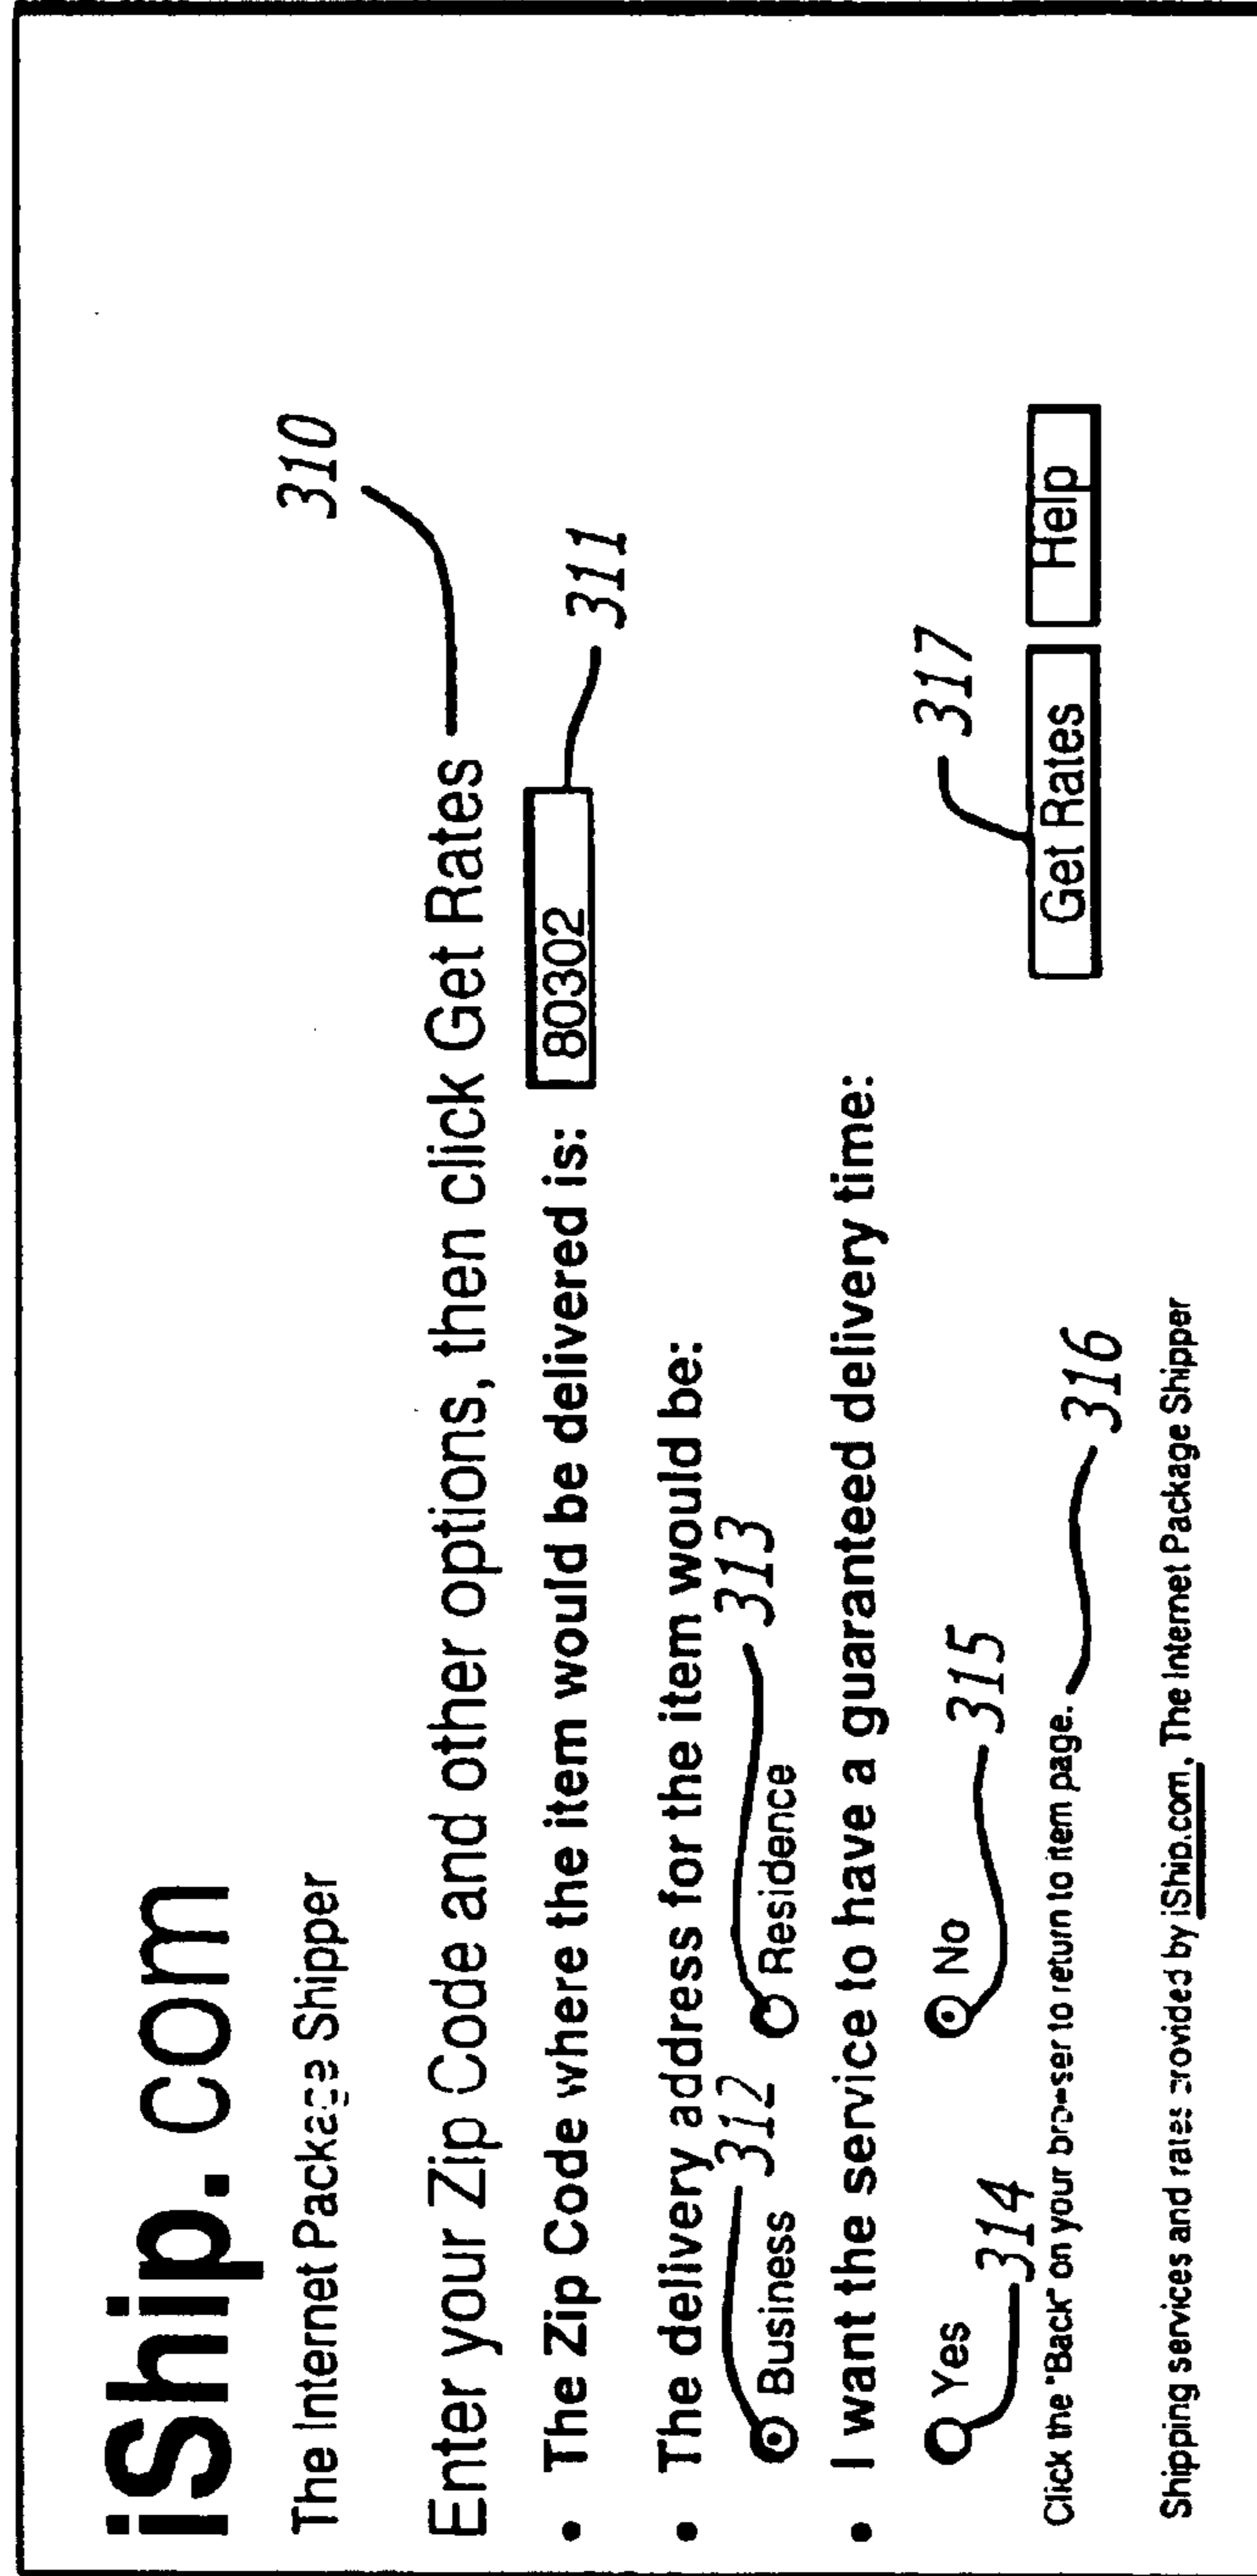 iShip.com
The Internet Package Shipper
310
Enter your Zip Code and other options, then click Get Rates
• The Zip Code where the item would be delivered is: 80302
311
• The delivery address for the item would be:
312 313
Business Residence
• I want the service to have a guaranteed delivery time:
317
Yes No
314 315
Get Rates Help
Click the "Back" on your browser to return to item page.
316
Shipping services and rates provided by iShip.com, The Internet Package Shipper